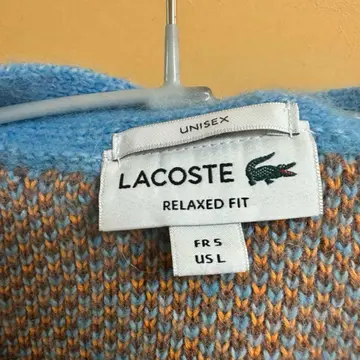 UNISEX
LACOSTE
RELAXED FIT
FR 5
US L